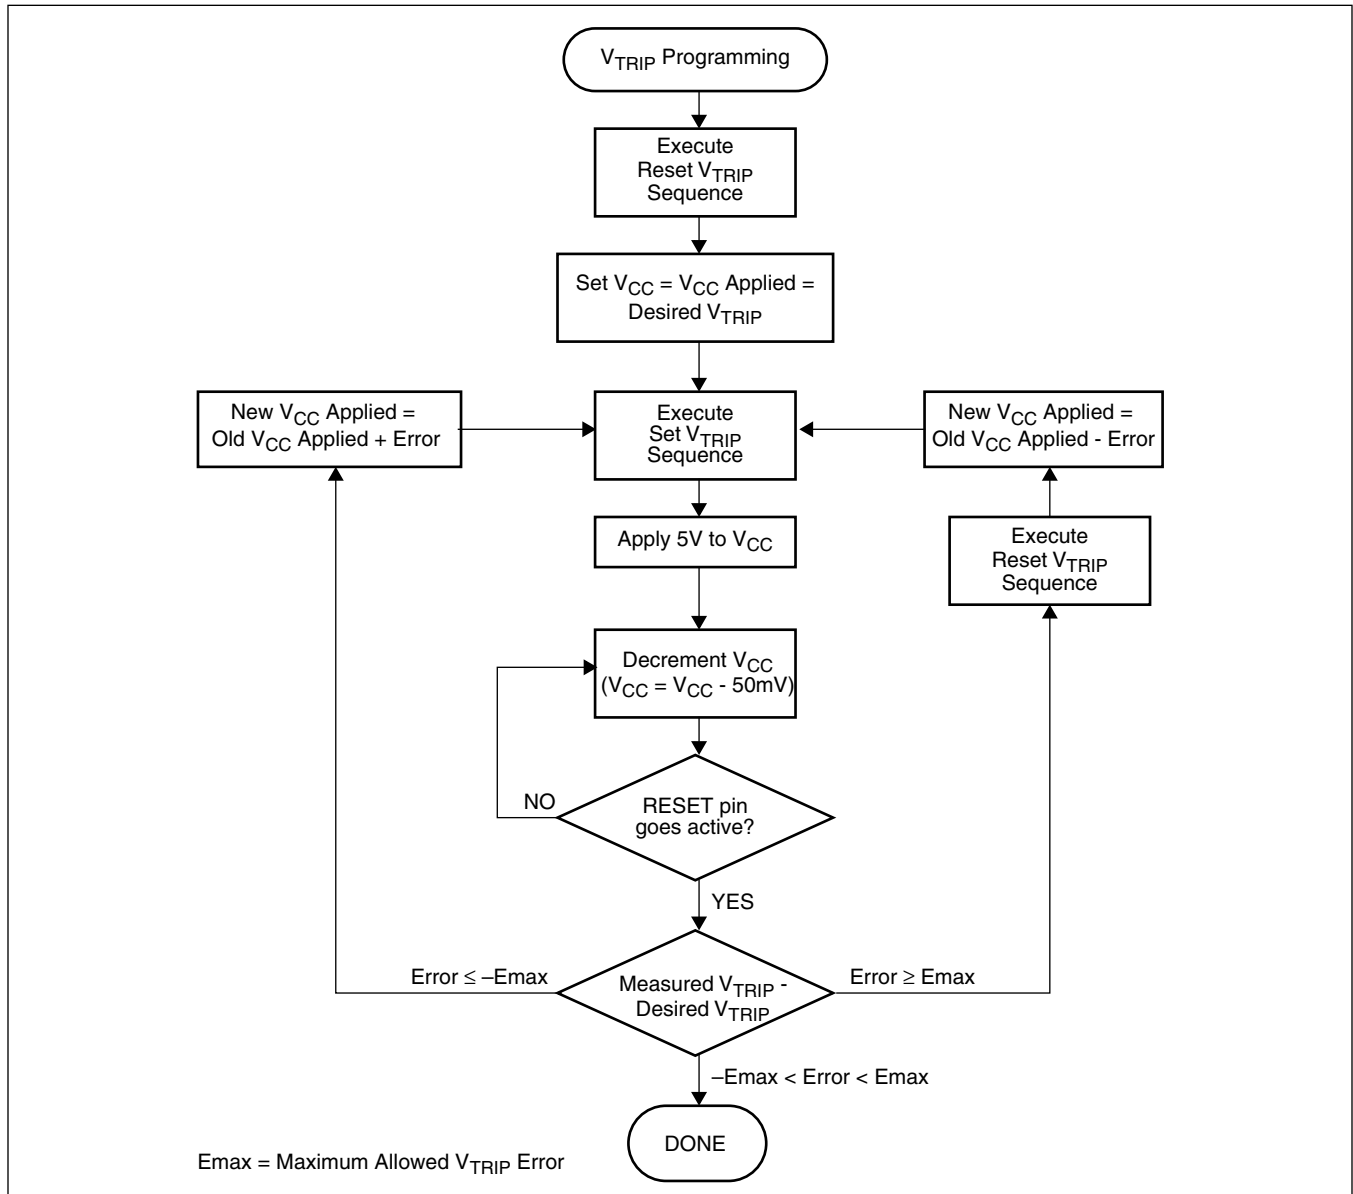 V_TRIP Programming
Execute
Reset V_TRIP
Sequence
Set V_CC = V_CC Applied =
Desired V_TRIP
New V_CC Applied =
Old V_CC Applied + Error
Execute
Set V_TRIP
Sequence
New V_CC Applied =
Old V_CC Applied - Error
Apply 5V to V_CC
Execute
Reset V_TRIP
Sequence
Decrement V_CC
(V_CC = V_CC - 50mV)
NO
RESET pin
goes active?
YES
Error ≤ –Emax
Measured V_TRIP -
Desired V_TRIP
Error ≥ Emax
–Emax < Error < Emax
DONE
Emax = Maximum Allowed V_TRIP Error